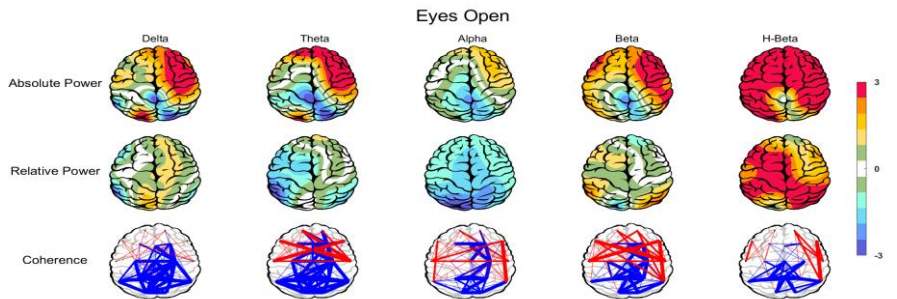 Eyes Open
Delta Theta Alpha Beta H-Beta
Absolute Power
3
Relative Power
0
Coherence
-3